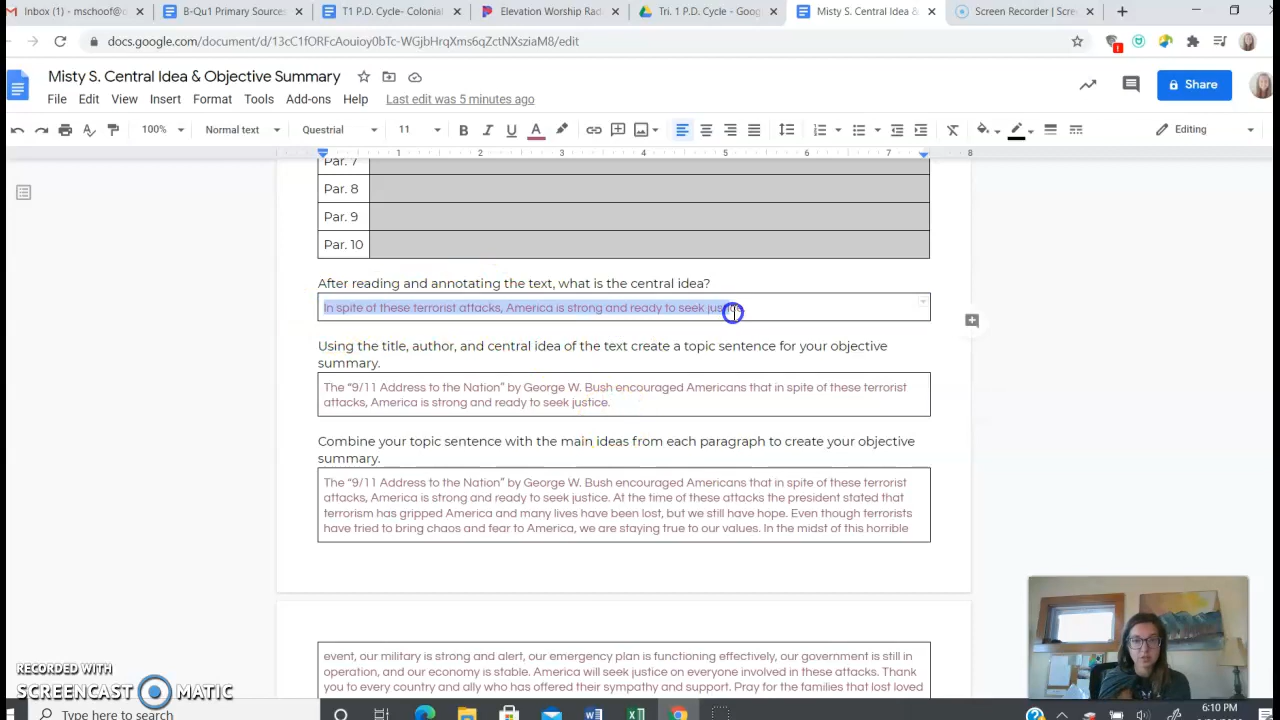 Inbox (10) - mschoof@
B-Qu1 Primary Sources
T1 P.D. Cycle- Colonia
Elevation Worship Rad
Tri. 1 P.D. Cycle - Goog
Misty S. Central Idea &
Screen Recorder | Scre
docs.google.com/document/d/13cC1fORFcAouioy0bTc-WGjbHrqXms6qZctNXsziaM8/edit
Misty S. Central Idea & Objective Summary
Share
File Edit View Insert Format Tools Add-ons Help Last edit was 5 minutes ago
100% Normal text Questrial 11 B I U A Editing
1 2 3 4 5 6 7 8
Par. 7
Par. 8
Par. 9
Par. 10
After reading and annotating the text, what is the central idea?
In spite of these terrorist attacks, America is strong and ready to seek justice
Using the title, author, and central idea of the text create a topic sentence for your objective
summary.
The “9/11 Address to the Nation” by George W. Bush encouraged Americans that in spite of these terrorist
attacks, America is strong and ready to seek justice.
Combine your topic sentence with the main ideas from each paragraph to create your objective
summary.
The “9/11 Address to the Nation” by George W. Bush encouraged Americans that in spite of these terrorist
attacks, America is strong and ready to seek justice. At the time of these attacks the president stated that
terrorism has gripped America and many lives have been lost, but we still have hope. Even though terrorists
have tried to bring chaos and fear to America, we are staying true to our values. In the midst of this horrible
event, our military is strong and alert, our emergency plan is functioning effectively, our government is still in
operation, and our economy is stable. America will seek justice on everyone involved in these attacks. Thank
you to every country and ally who has offered their sympathy and support. Pray for the families that lost loved
RECORDED WITH
SCREENCAST MATIC
Type here to search
6:10 PM